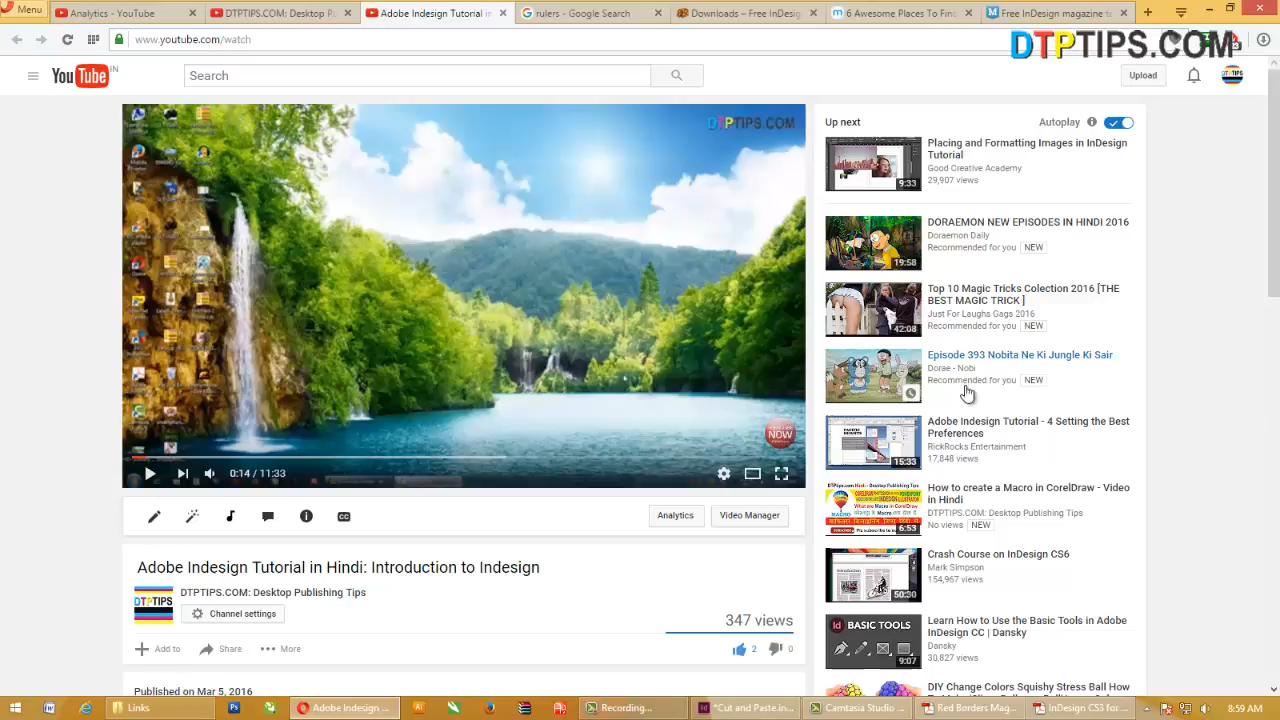 Menu
Analytics - YouTube
DTPTIPS.COM: Desktop Pu
Adobe Indesign Tutorial in
rulers - Google Search
Downloads – Free InDesig
6 Awesome Places To Fin
Free InDesign magazine te
www.youtube.com/watch
DTPTIPS.COM
YouTube IN
Search
Upload
DTPTIPS.COM
Up next
Autoplay
Placing and Formatting Images in InDesign
Tutorial
Good Creative Academy
29,907 views
9:33
DORAEMON NEW EPISODES IN HINDI 2016
Doraemon Daily
Recommended for you NEW
19:58
Top 10 Magic Tricks Colection 2016 [THE
BEST MAGIC TRICK ]
Just For Laughs Gags 2016
Recommended for you NEW
42:08
Episode 393 Nobita Ne Ki Jungle Ki Sair
Dorae - Nobi
Recommended for you NEW
Adobe Indesign Tutorial - 4 Setting the Best
Preferences
RickRocks Entertainment
17,848 views
15:33
NOW
0:14 / 11:33
How to create a Macro in CorelDraw - Video
in Hindi
DTPTIPS.COM: Desktop Publishing Tips
No views NEW
6:53
Analytics
Video Manager
Crash Course on InDesign CS6
Mark Simpson
154,967 views
50:30
Adobe Indesign Tutorial in Hindi: Introduction to Indesign
DTPTIPS
DTPTIPS.COM: Desktop Publishing Tips
Channel settings
347 views
Id BASIC TOOLS
Learn How to Use the Basic Tools in Adobe
InDesign CC | Dansky
Dansky
30,827 views
9:07
Add to
Share
More
2
0
Published on Mar 5, 2016
DIY Change Colors Squishy Stress Ball How
Links
Adobe Indesign ...
Recording...
"Cut and Paste.in...
Camtasia Studio ...
Red Borders Mag...
InDesign CS3 for ...
8:59 AM